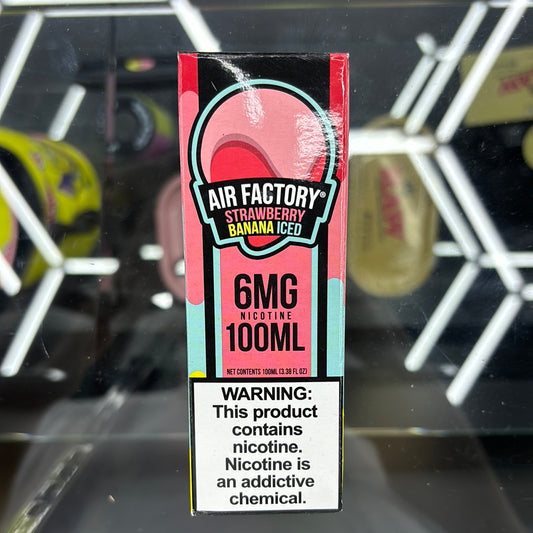 AIR FACTORY®
STRAWBERRY
BANANA ICED
6MG
NICOTINE
100ML
NET CONTENTS 100ML (3.38 FL OZ)
WARNING:
This product
contains
nicotine.
Nicotine is
an addictive
chemical.
RAW